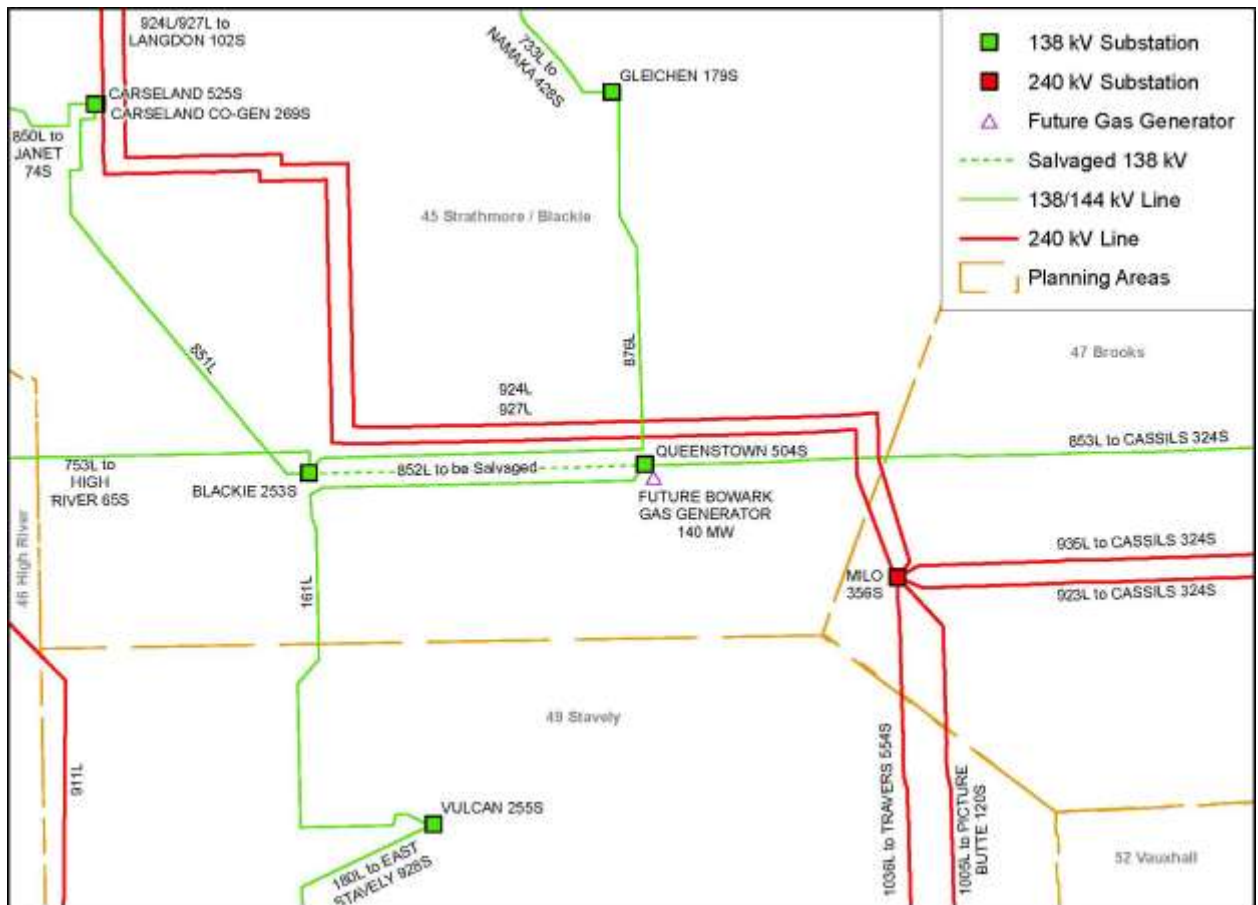 924L/927L to
LANGDON 102S
733L to
NAMAKA 428S
GLEICHEN 179S
CARSELAND 525S
CARSELAND CO-GEN 269S
850L to
JANET
74S
138 kV Substation
240 kV Substation
Future Gas Generator
Salvaged 138 kV
138/144 kV Line
240 kV Line
Planning Areas
45 Strathmore / Blackie
47 Brooks
851L
876L
924L
927L
853L to CASSILS 324S
QUEENSTOWN 504S
753L to
HIGH
RIVER 65S
852L to be Salvaged
BLACKIE 253S
FUTURE BOWARK
GAS GENERATOR
140 MW
46 High River
935L to CASSILS 324S
MILO
356S
923L to CASSILS 324S
161L
49 Stavely
911L
VULCAN 255S
180L to EAST
STAVELY 928S
1036L to TRAVERS 554S
1005L to PICTURE
BUTTE 120S
52 Vauxhall